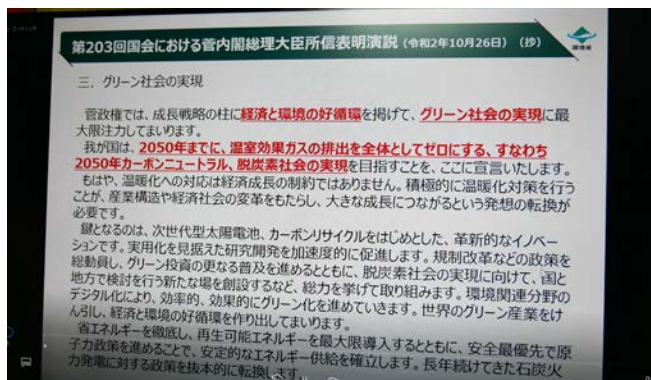 第203回国会における菅内閣総理大臣所信表明演説（令和2年10月26日）（抄）
環境省
三．グリーン社会の実現
菅政権では、成長戦略の柱に経済と環境の好循環を掲げて、グリーン社会の実現に最
大限注力してまいります。
我が国は、2050年までに、温室効果ガスの排出を全体としてゼロにする、すなわち
2050年カーボンニュートラル、脱炭素社会の実現を目指すことを、ここに宣言いたします。
もはや、温暖化への対応は経済成長の制約ではありません。積極的に温暖化対策を行う
ことが、産業構造や経済社会の変革をもたらし、大きな成長につながるという発想の転換が
必要です。
鍵となるのは、次世代型太陽電池、カーボンリサイクルをはじめとした、革新的なイノベー
ションです。実用化を見据えた研究開発を加速度的に促進します。規制改革などの政策を
総動員し、グリーン投資の更なる普及を進めるとともに、脱炭素社会の実現に向けて、国と
地方で検討を行う新たな場を創設するなど、総力を挙げて取り組みます。環境関連分野の
デジタル化により、効率的、効果的にグリーン化を進めていきます。世界のグリーン産業をけ
ん引し、経済と環境の好循環を作り出してまいります。
省エネルギーを徹底し、再生可能エネルギーを最大限導入するとともに、安全最優先で原
子力政策を進めることで、安定的なエネルギー供給を確立します。長年続けてきた石炭火
力発電に対する政策を抜本的に転換します。